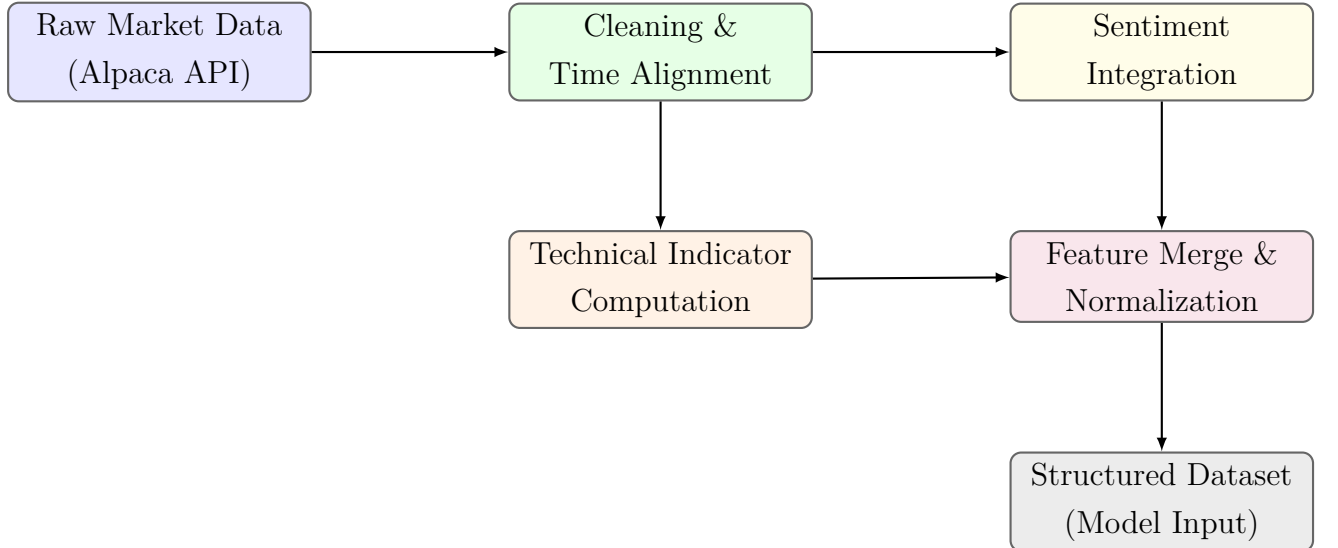 Raw Market Data
(Alpaca API)
Cleaning &
Time Alignment
Sentiment
Integration
Technical Indicator
Computation
Feature Merge &
Normalization
Structured Dataset
(Model Input)